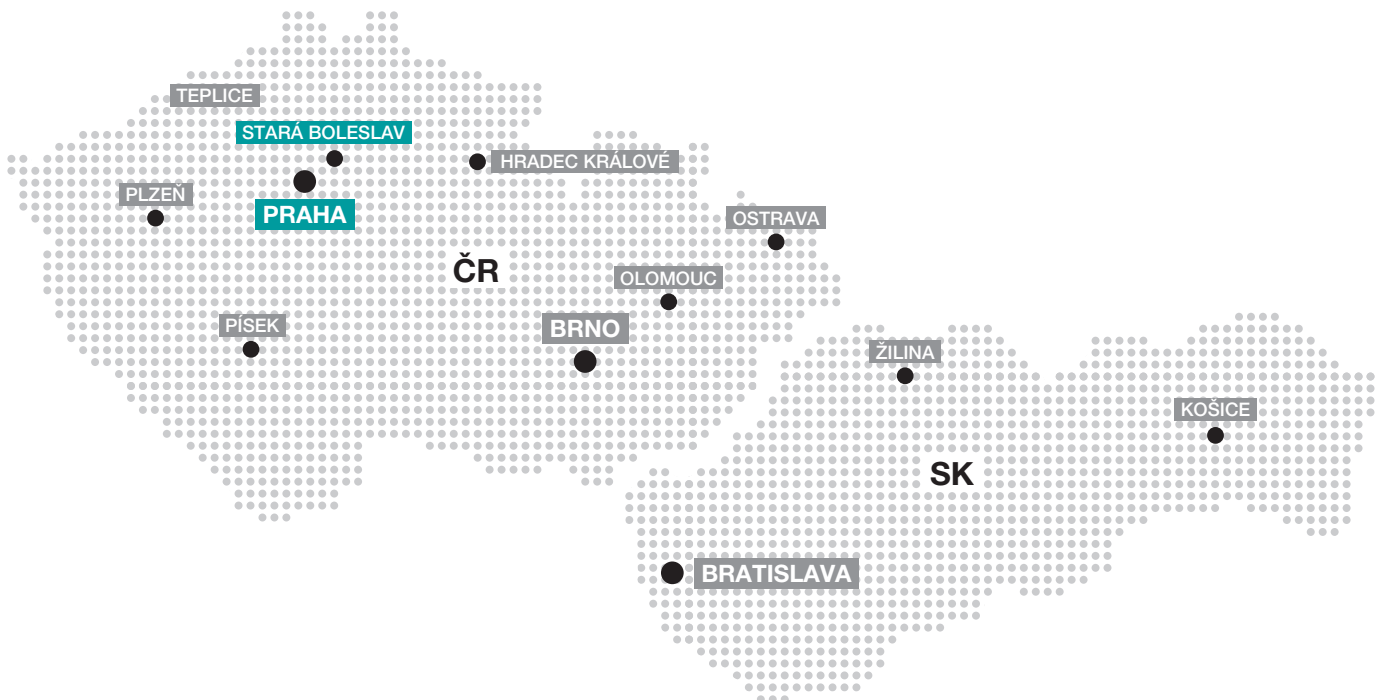 TEPLICE
STARÁ BOLESLAV
HRADEC KRÁLOVÉ
PLZEŇ
PRAHA
OSTRAVA
ČR
OLOMOUC
PÍSEK
BRNO
ŽILINA
KOŠICE
SK
BRATISLAVA